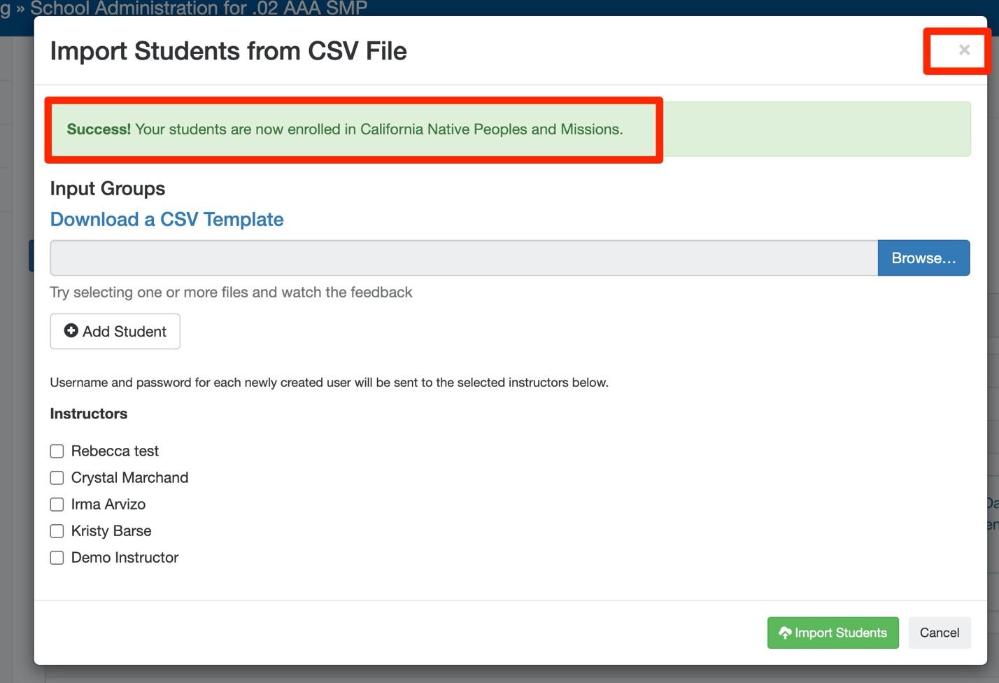 g » School Administration for .02 AAA SMP
Import Students from CSV File
×
Success! Your students are now enrolled in California Native Peoples and Missions.
Input Groups
Download a CSV Template
Browse...
Try selecting one or more files and watch the feedback
Add Student
Username and password for each newly created user will be sent to the selected instructors below.
Instructors
Rebecca test
Crystal Marchand
Irma Arvizo
Kristy Barse
Demo Instructor
Da
en
Import Students
Cancel